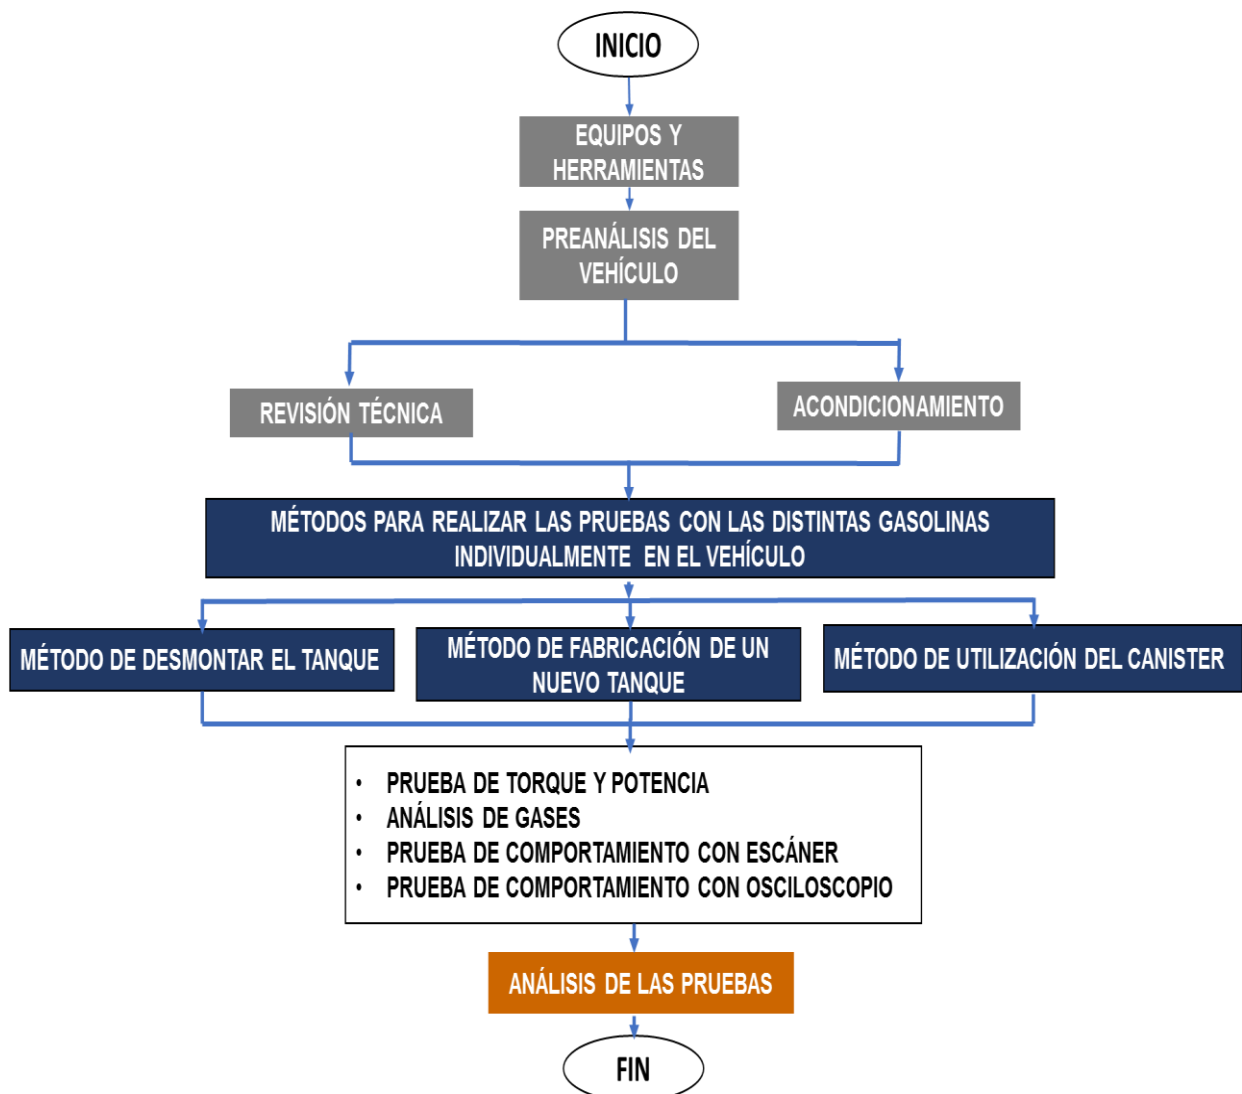 INICIO
EQUIPOS Y
HERRAMIENTAS
PREANÁLISIS DEL
VEHÍCULO
REVISIÓN TÉCNICA
ACONDICIONAMIENTO
MÉTODOS PARA REALIZAR LAS PRUEBAS CON LAS DISTINTAS GASOLINAS
INDIVIDUALMENTE EN EL VEHÍCULO
MÉTODO DE DESMONTAR EL TANQUE
MÉTODO DE FABRICACIÓN DE UN
NUEVO TANQUE
MÉTODO DE UTILIZACIÓN DEL CANISTER
• PRUEBA DE TORQUE Y POTENCIA
• ANÁLISIS DE GASES
• PRUEBA DE COMPORTAMIENTO CON ESCÁNER
• PRUEBA DE COMPORTAMIENTO CON OSCILOSCOPIO
ANÁLISIS DE LAS PRUEBAS
FIN